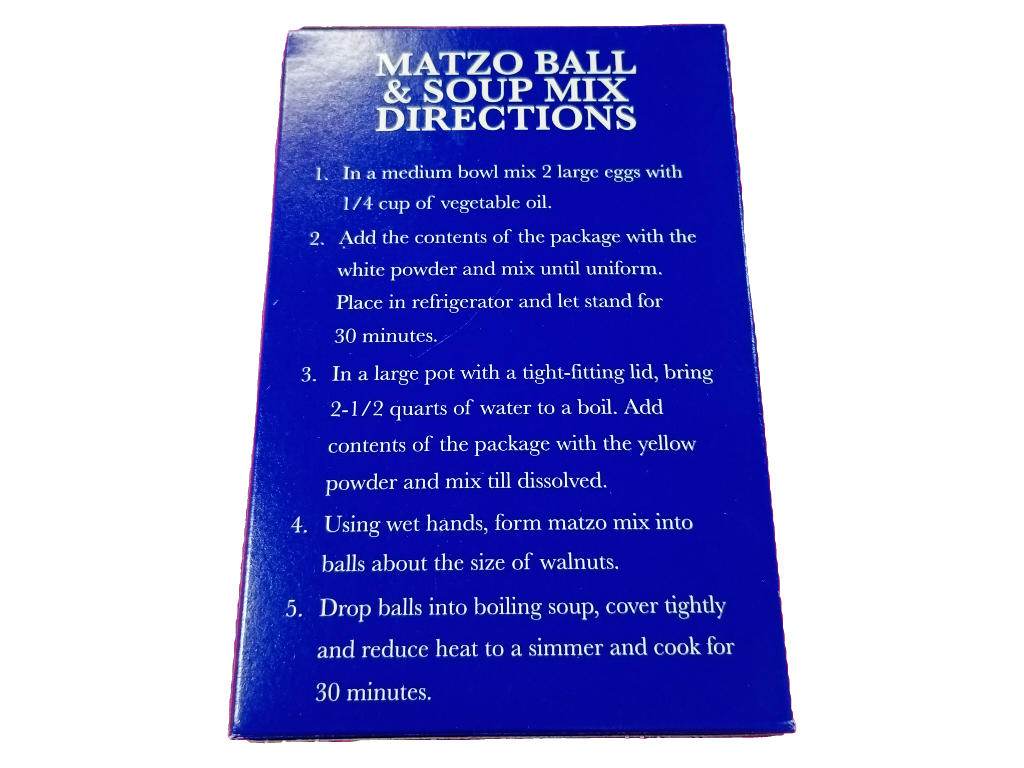 MATZO BALL
& SOUP MIX
DIRECTIONS
1. In a medium bowl mix 2 large eggs with
1/4 cup of vegetable oil.
2. Add the contents of the package with the
white powder and mix until uniform.
Place in refrigerator and let stand for
30 minutes.
3. In a large pot with a tight-fitting lid, bring
2-1/2 quarts of water to a boil. Add
contents of the package with the yellow
powder and mix till dissolved.
4. Using wet hands, form matzo mix into
balls about the size of walnuts.
5. Drop balls into boiling soup, cover tightly
and reduce heat to a simmer and cook for
30 minutes.